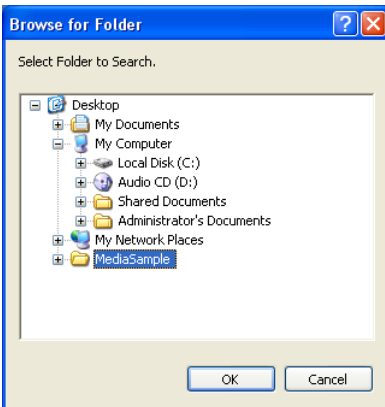 Browse for Folder
Select Folder to Search.
Desktop
My Documents
My Computer
Local Disk (C:)
Audio CD (D:)
Shared Documents
Administrator's Documents
My Network Places
MediaSample
OK Cancel